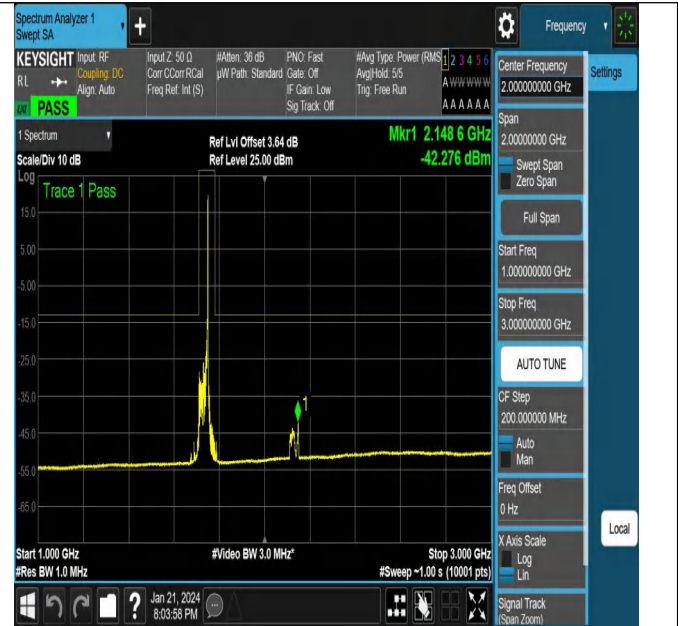 Spectrum Analyzer 1
Swept SA
+
Frequency
KEYSIGHT
RL
LXI PASS
Input: RF
Coupling: DC
Align: Auto
Input Z: 50 Ω
Corr CCorr RCal
Freq Ref: Int (S)
#Atten: 36 dB
µW Path: Standard
PNO: Fast
Gate: Off
IF Gain: Low
Sig Track: Off
#Avg Type: Power (RMS
Avg|Hold: 5/5
Trig: Free Run
1 2 3 4 5 6
A W W W W W
A A A A A A
1 Spectrum
Scale/Div 10 dB
Ref Lvl Offset 3.64 dB
Ref Level 25.00 dBm
Mkr1 2.148 6 GHz
-42.276 dBm
Log
Trace 1 Pass
15.0
5.00
-5.00
-15.0
-25.0
-35.0
-45.0
-55.0
-65.0
1
Start 1.000 GHz
#Res BW 1.0 MHz
#Video BW 3.0 MHz*
Stop 3.000 GHz
#Sweep ~1.00 s (10001 pts)
Center Frequency
2.000000000 GHz
Settings
Span
2.00000000 GHz
Swept Span
Zero Span
Full Span
Start Freq
1.000000000 GHz
Stop Freq
3.000000000 GHz
AUTO TUNE
CF Step
200.000000 MHz
Auto
Man
Freq Offset
0 Hz
X Axis Scale
Log
Lin
Local
Signal Track
(Span Zoom)
?
Jan 21, 2024
8:03:58 PM